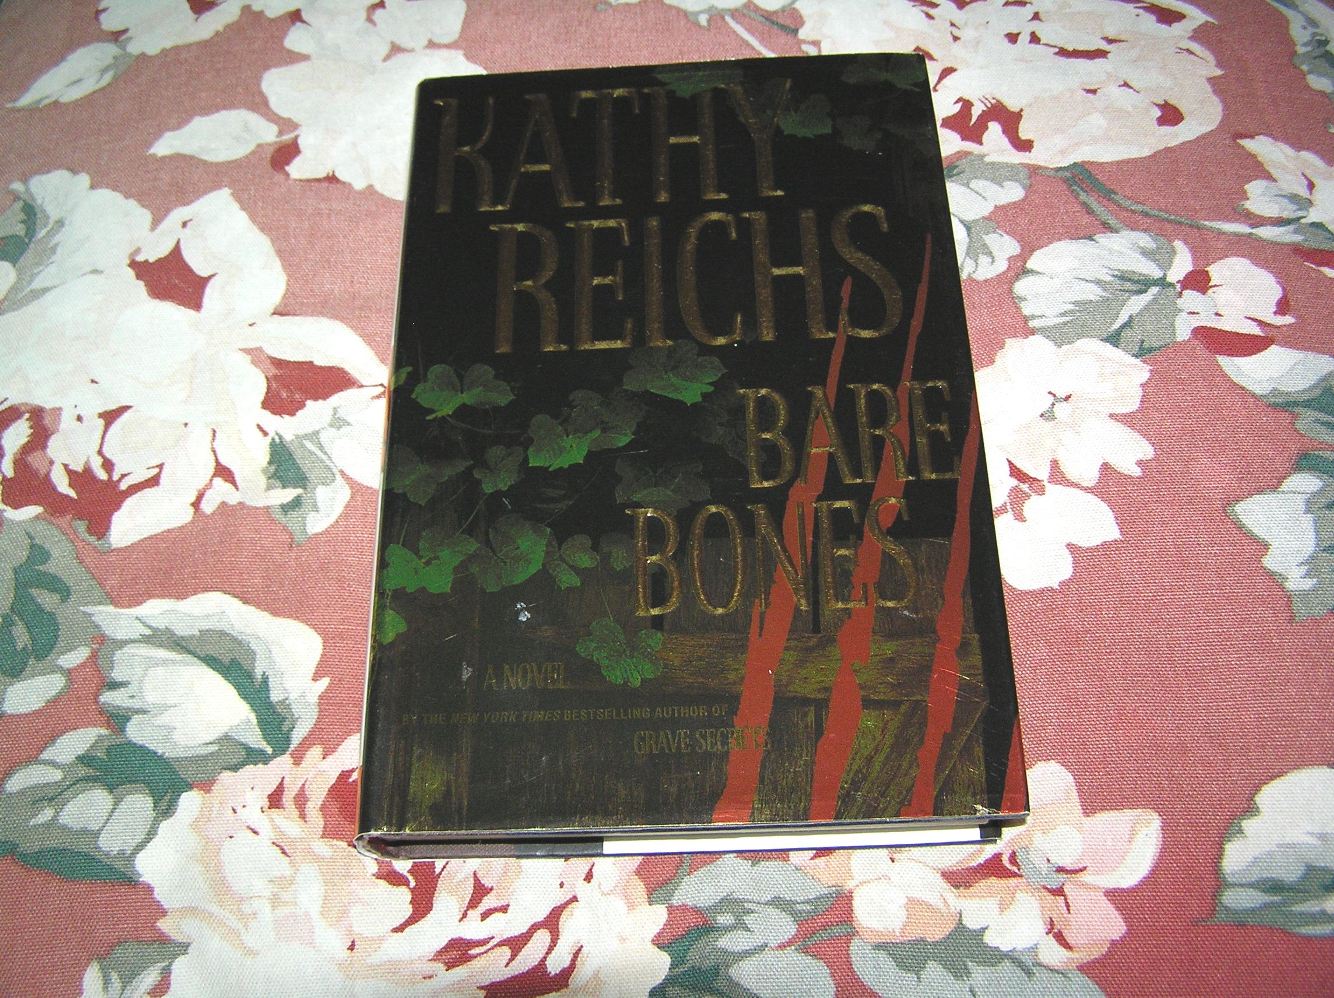 KATHY
REICHS
BARE
BONES
A NOVEL
BY THE NEW YORK TIMES BESTSELLING AUTHOR OF
GRAVE SECRETS